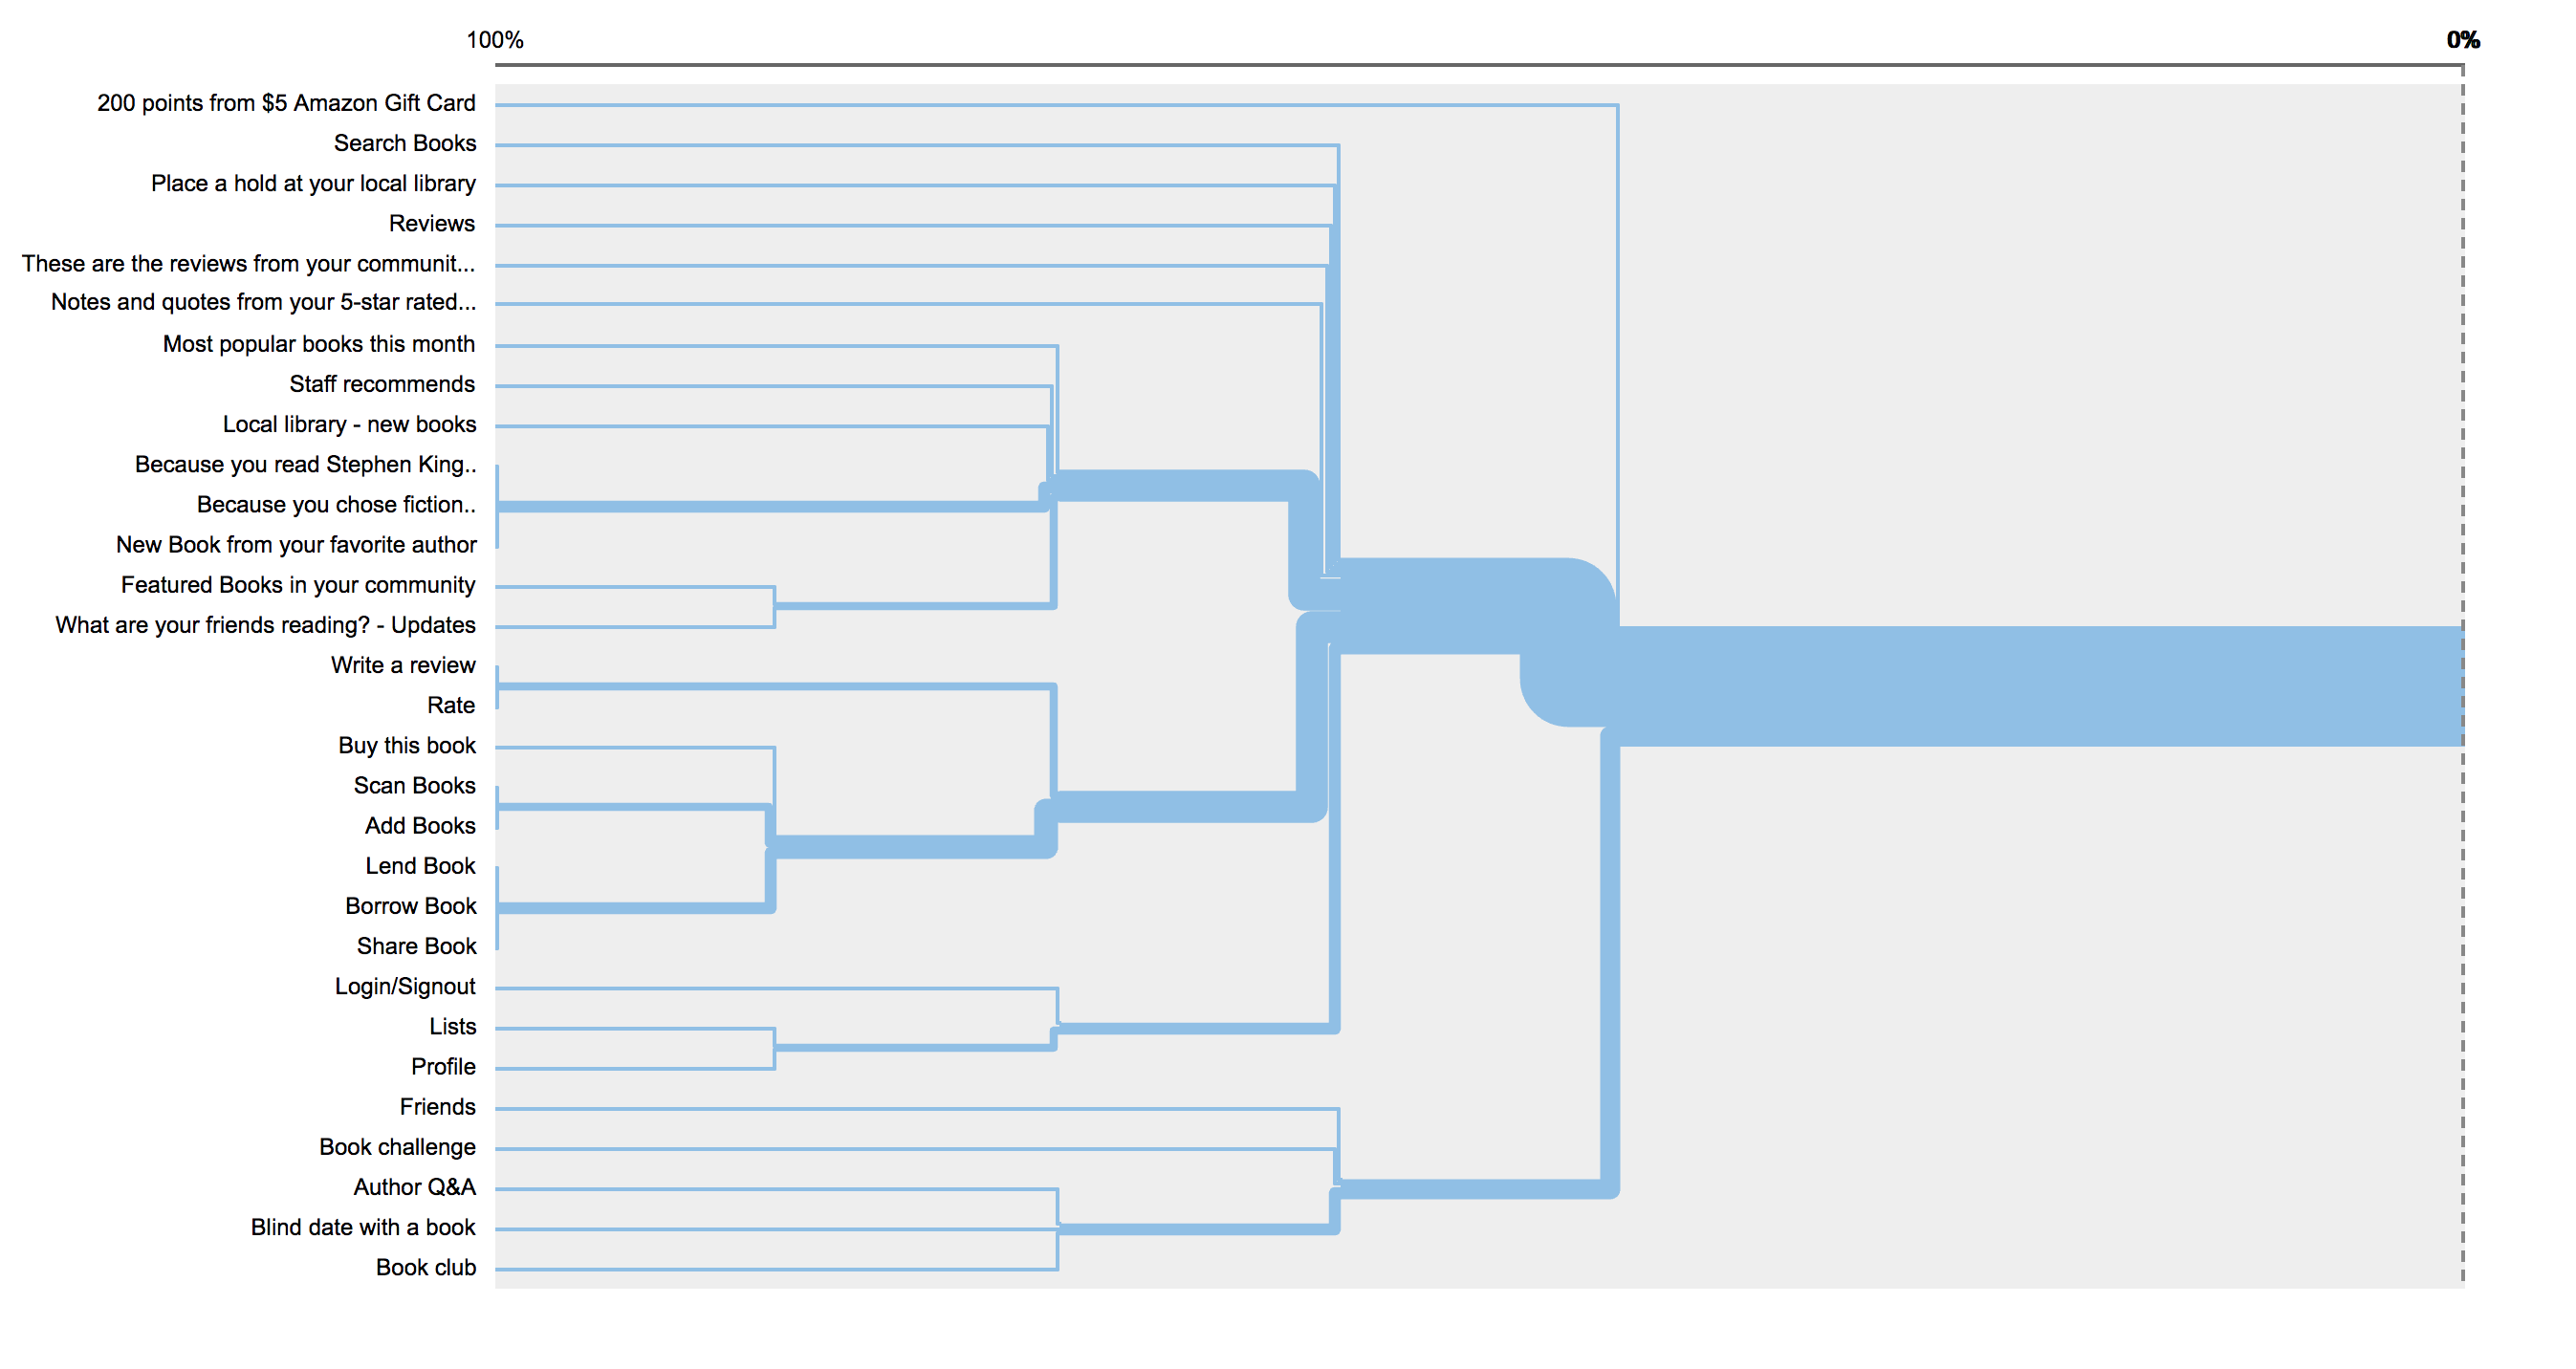 100%
0%
200 points from $5 Amazon Gift Card
Search Books
Place a hold at your local library
Reviews
These are the reviews from your communit...
Notes and quotes from your 5-star rated...
Most popular books this month
Staff recommends
Local library - new books
Because you read Stephen King..
Because you chose fiction..
New Book from your favorite author
Featured Books in your community
What are your friends reading? - Updates
Write a review
Rate
Buy this book
Scan Books
Add Books
Lend Book
Borrow Book
Share Book
Login/Signout
Lists
Profile
Friends
Book challenge
Author Q&A
Blind date with a book
Book club